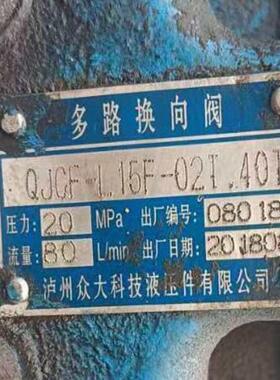 多路换向阀
QJCF-L15F-02T.40T
压力: 20 MPa 出厂编号: 08018
流量: 80 L/min 出厂日期: 20180
泸州众大科技液压件有限公司